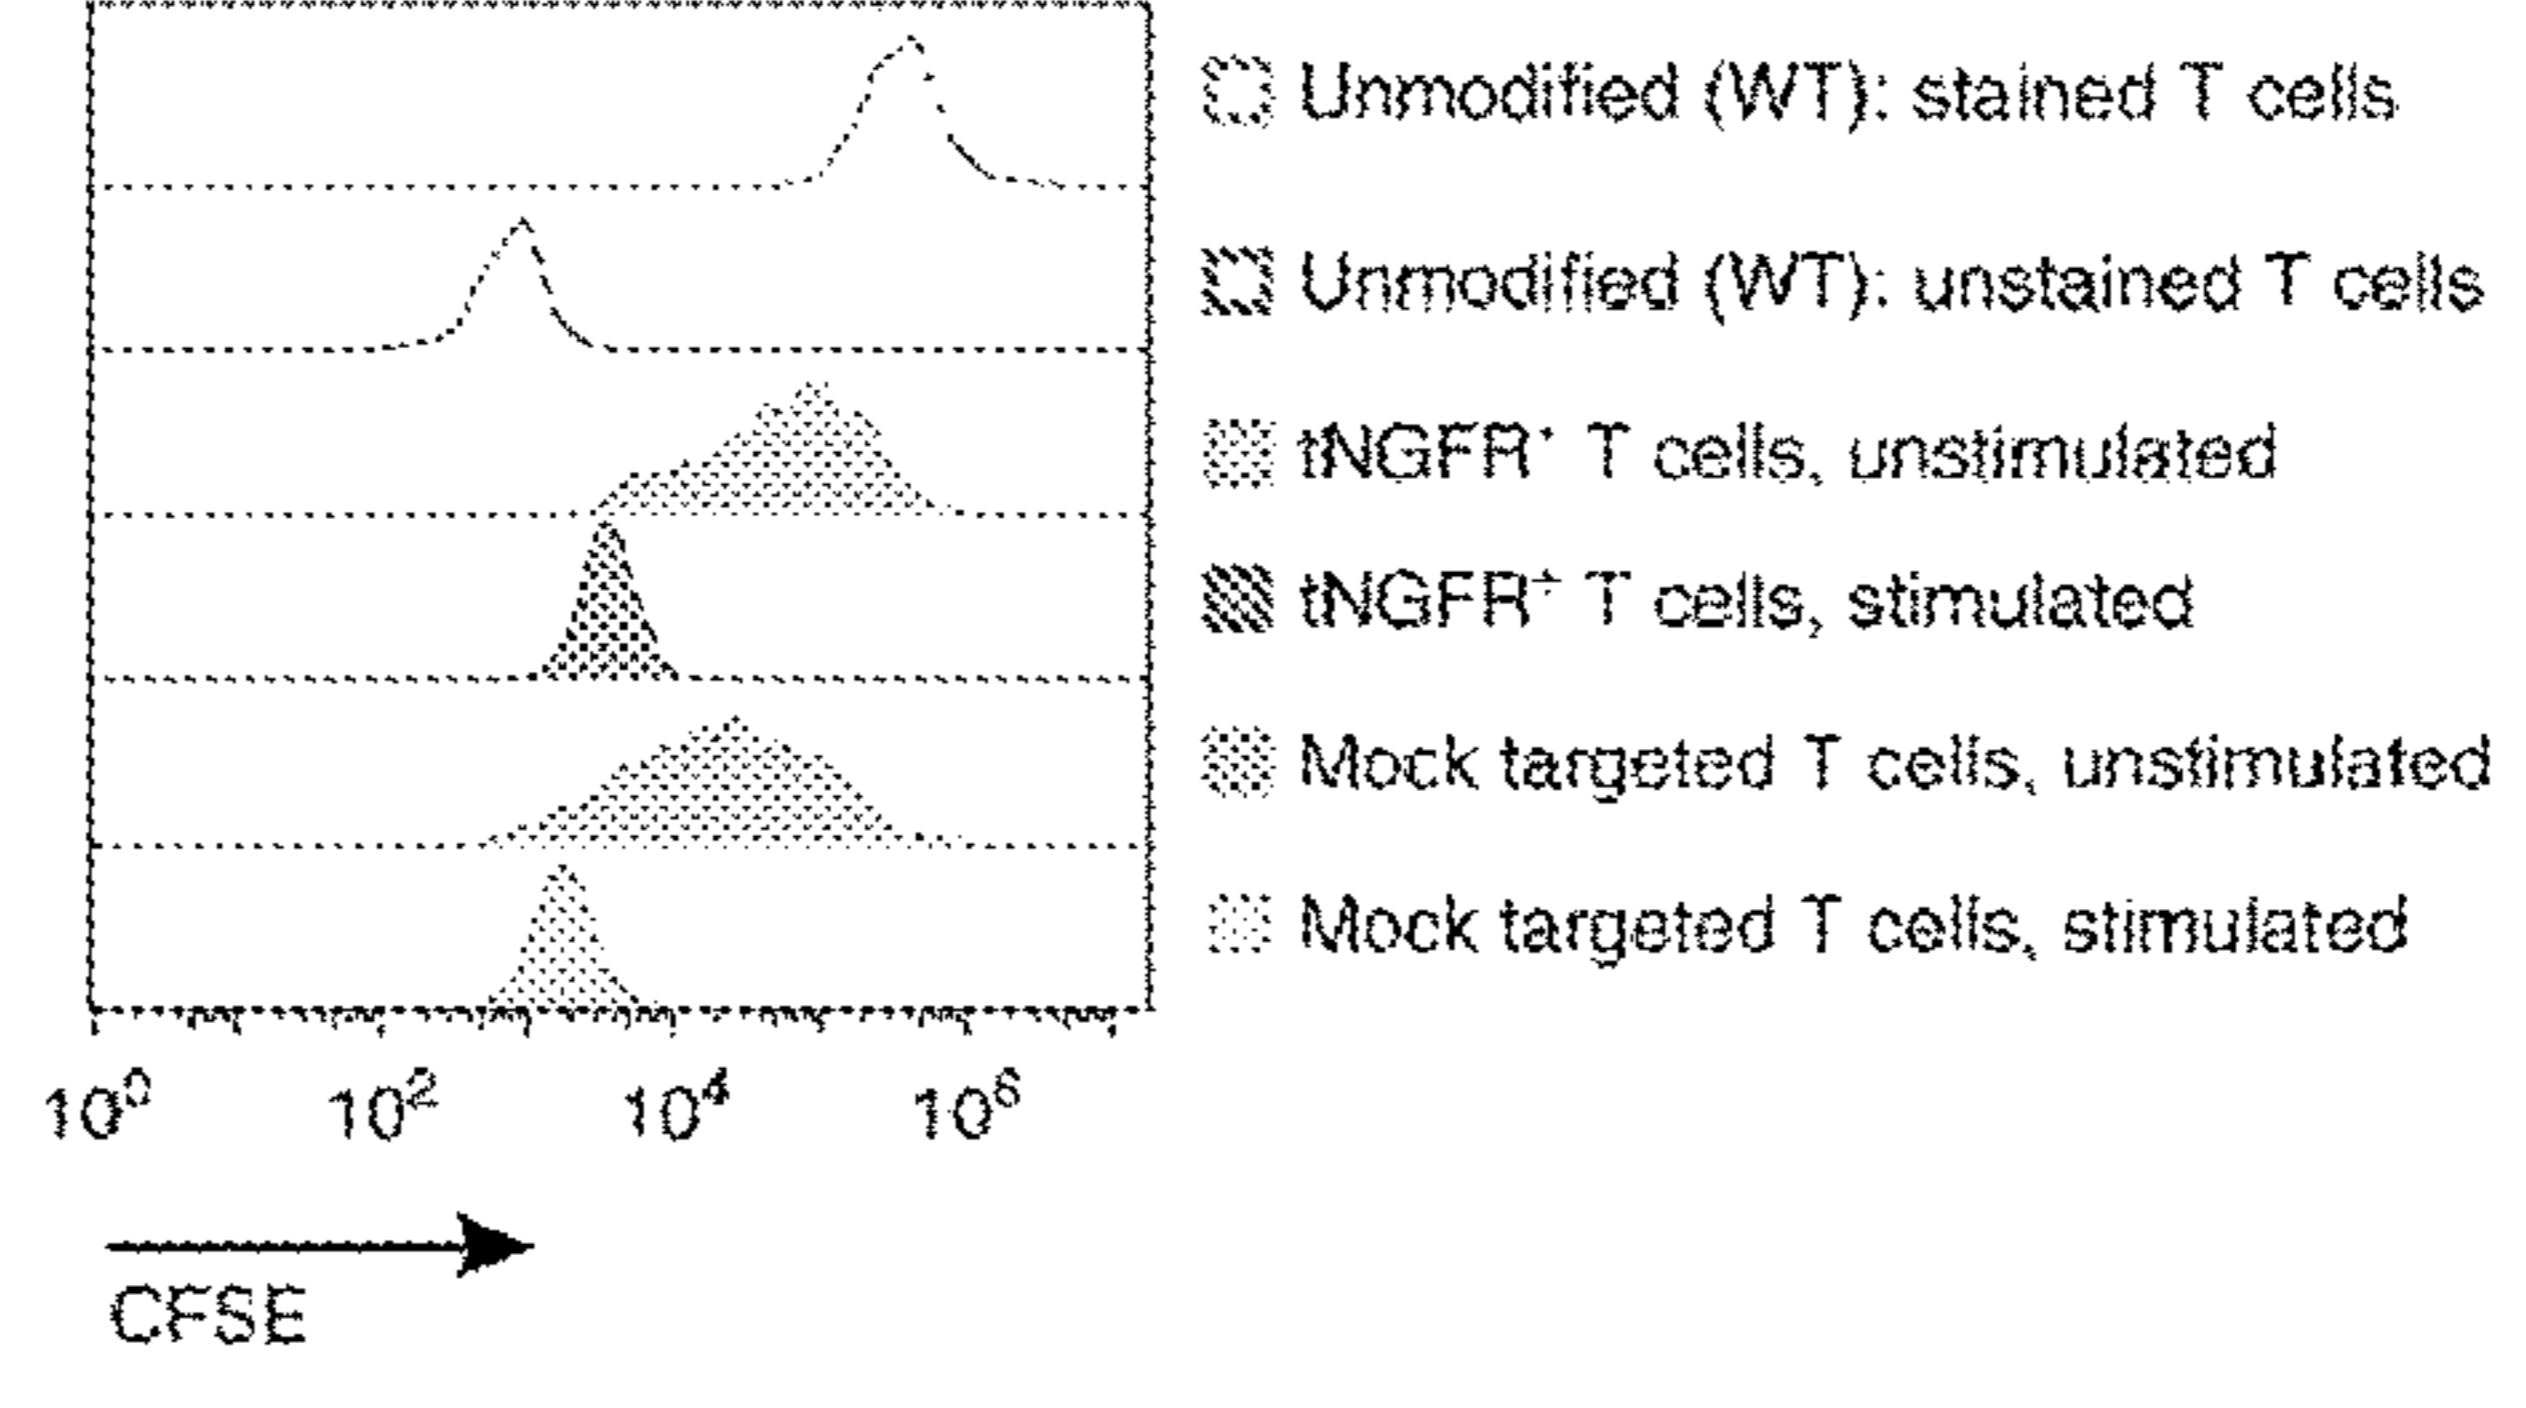 Unmodified (WT): stained T cells
Unmodified (WT): unstained T cells
tNGFR⁺ T cells, unstimulated
tNGFR⁺ T cells, stimulated
Mock targeted T cells, unstimulated
Mock targeted T cells, stimulated
10⁰ 10² 10⁴ 10⁶
CFSE